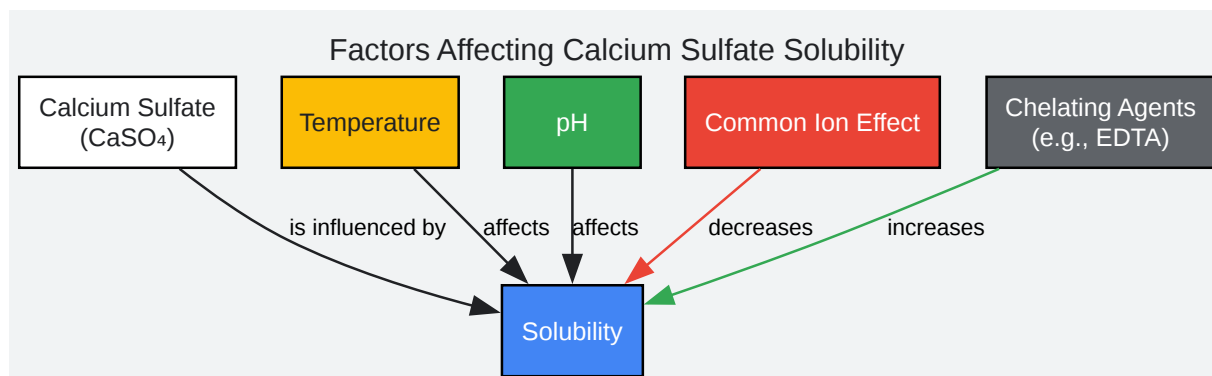 Factors Affecting Calcium Sulfate Solubility
Calcium Sulfate
(CaSO₄)
Temperature
pH
Common Ion Effect
Chelating Agents
(e.g., EDTA)
is influenced by
affects
affects
decreases
increases
Solubility